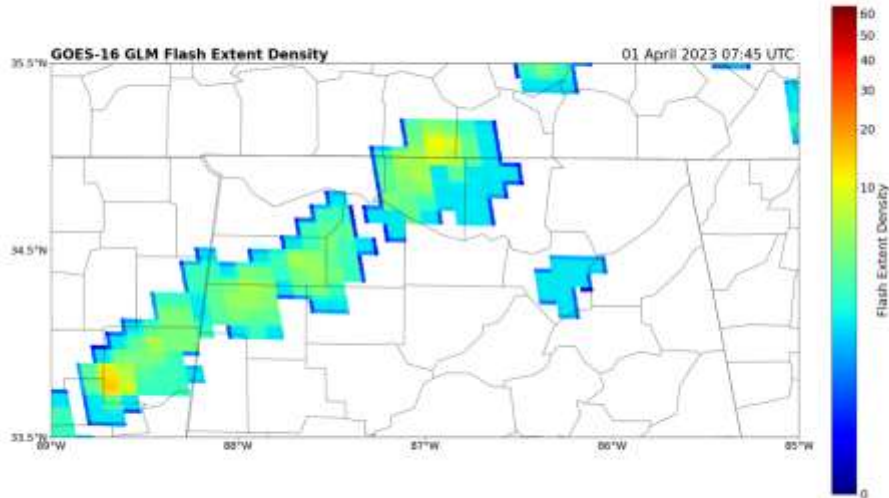 GOES-16 GLM Flash Extent Density 01 April 2023 07:45 UTC
35.5°N
34.5°N
33.5°N
89°W 88°W 87°W 86°W 85°W
60
50
40
30
20
10
0
Flash Extent Density